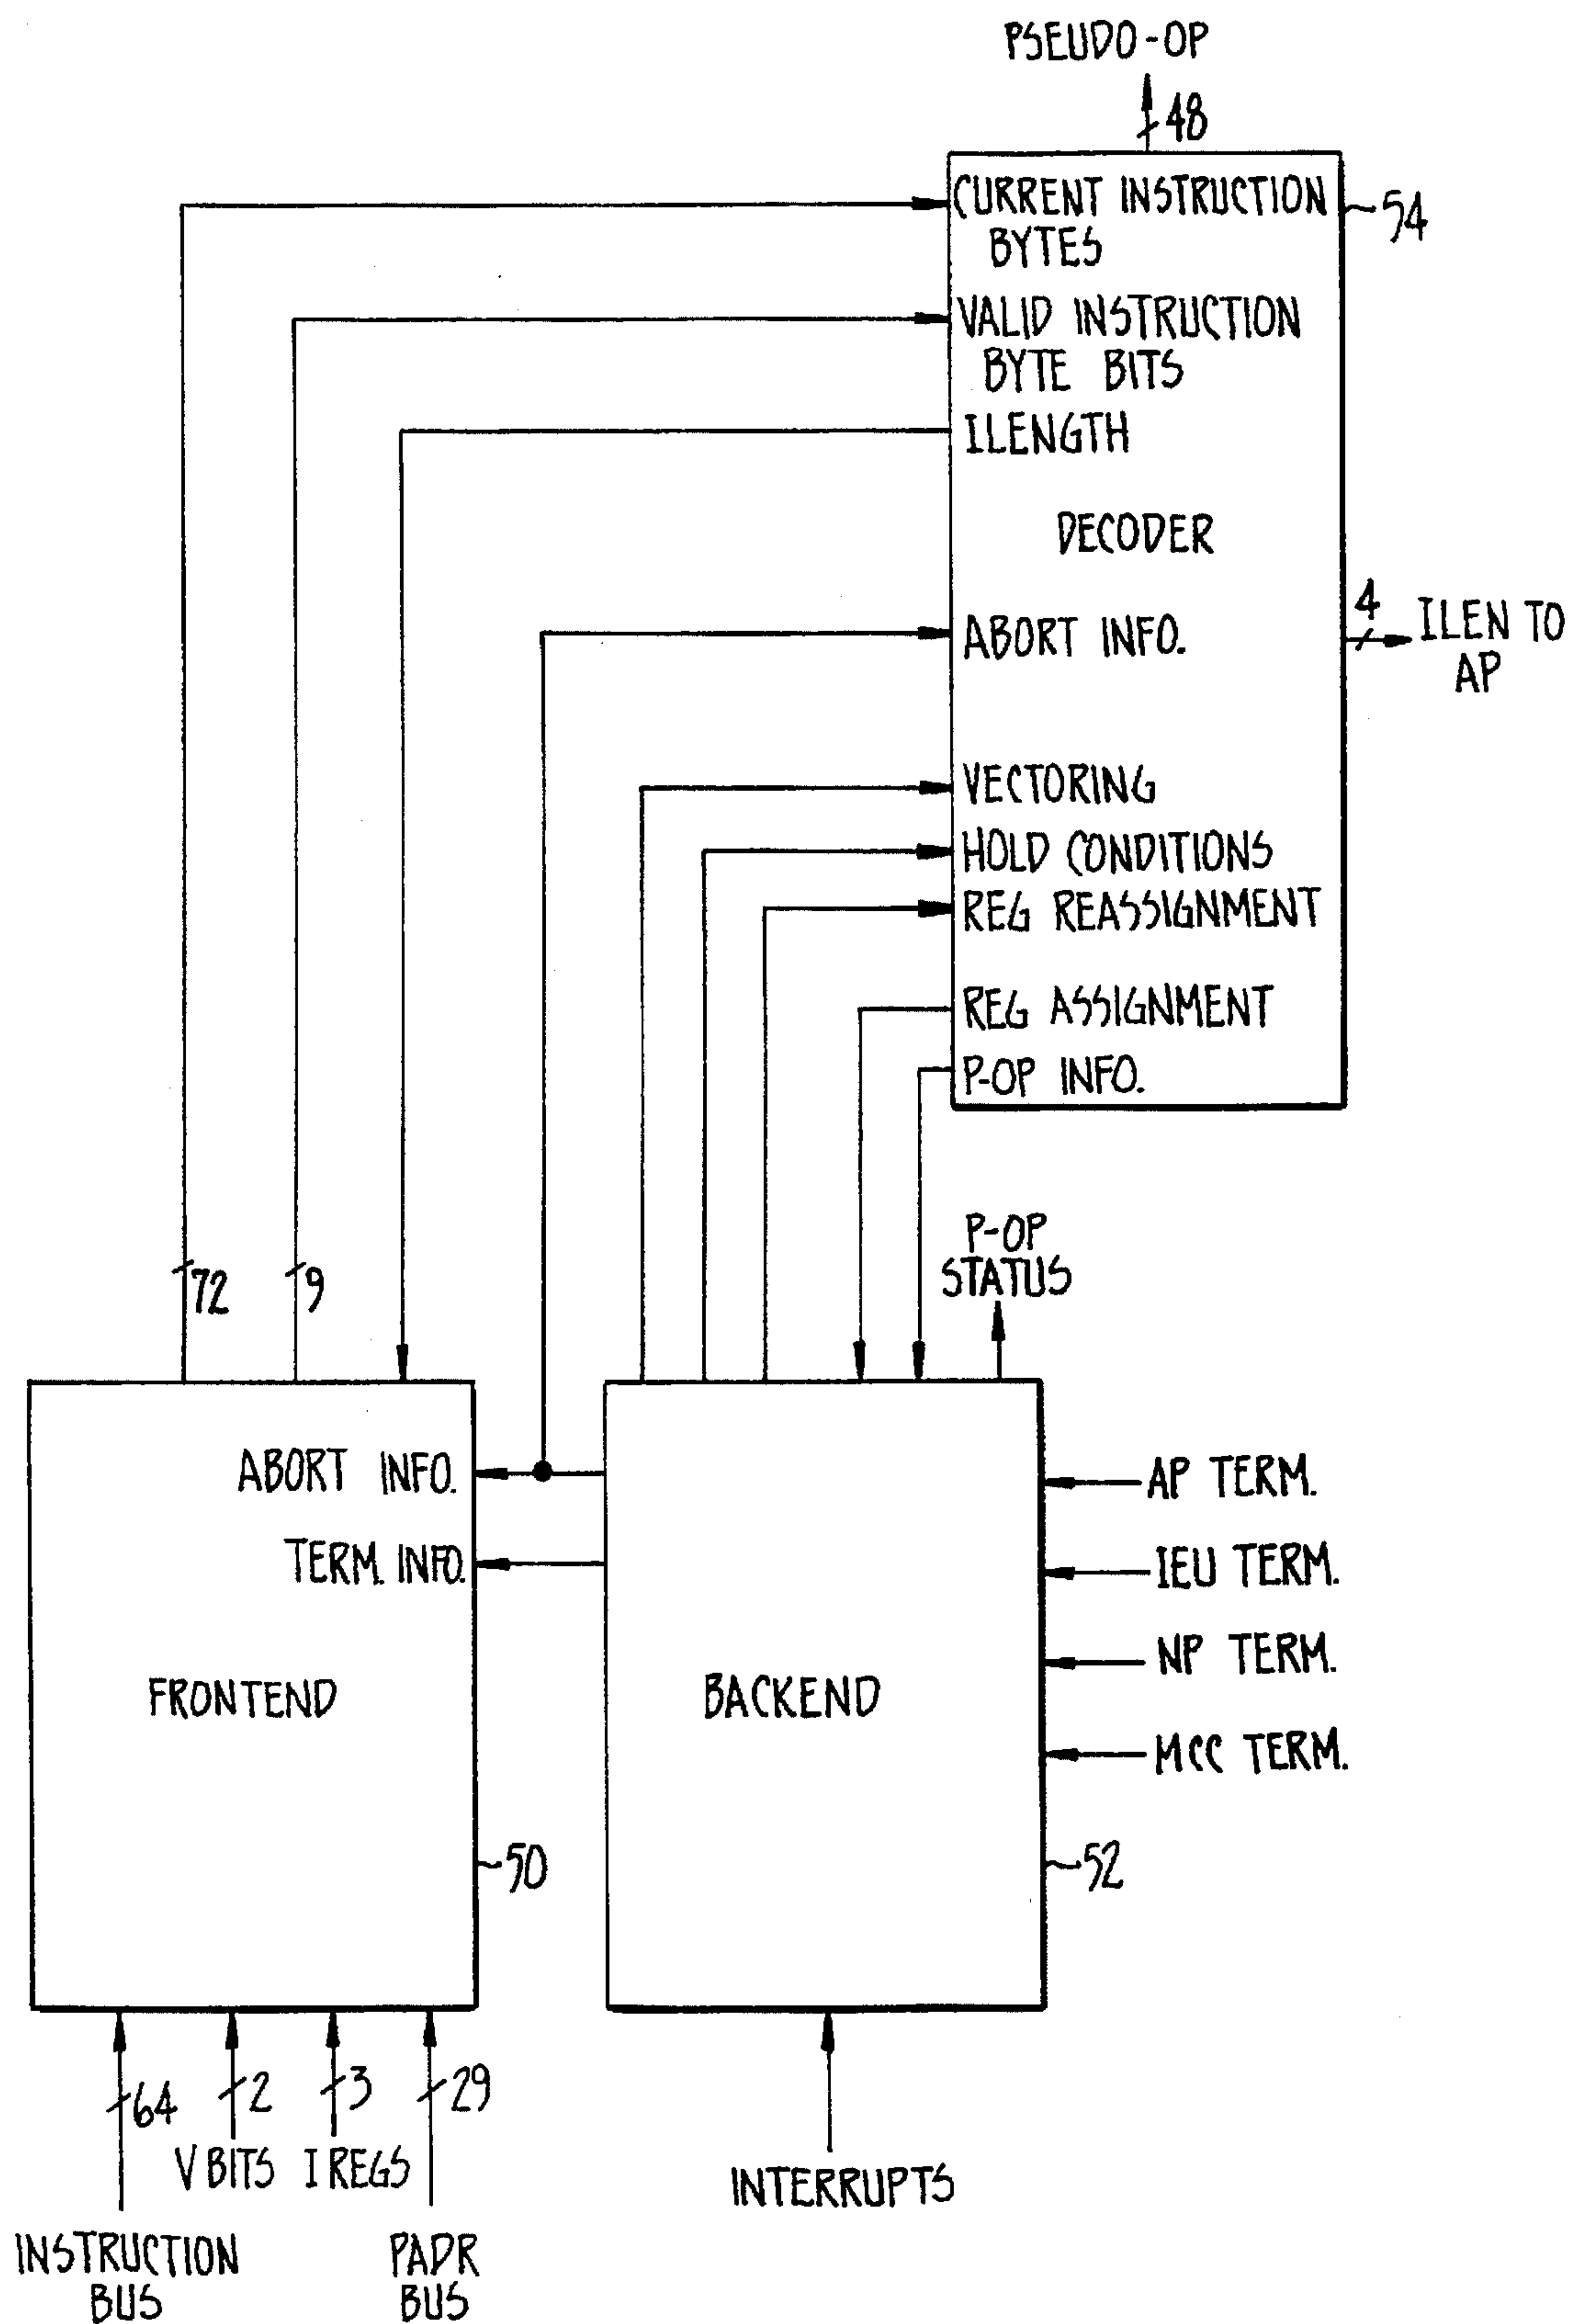 PSEUDO-OP
48
CURRENT INSTRUCTION
BYTES
54
VALID INSTRUCTION
BYTE BITS
ILENGTH
DECODER
4
ILEN TO
AP
ABORT INFO.
VECTORING
HOLD CONDITIONS
REG REASSIGNMENT
REG ASSIGNMENT
P-OP INFO.
P-OP
STATUS
72
9
ABORT INFO.
TERM. INFO.
FRONTEND
50
BACKEND
52
AP TERM.
IEU TERM.
NP TERM.
MCC TERM.
64
2
3
29
V BITS
I REGS
INSTRUCTION
BUS
PADR
BUS
INTERRUPTS